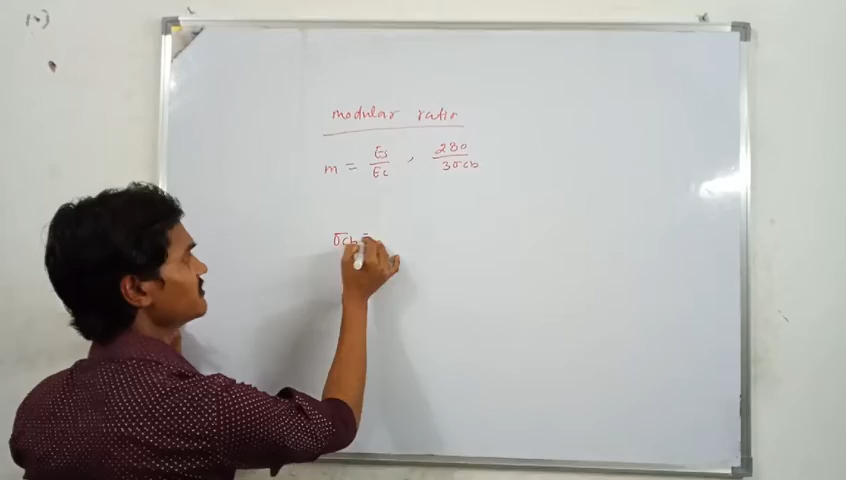 modular ratio
m = Es/Ec , 280/3σcb
σcb =